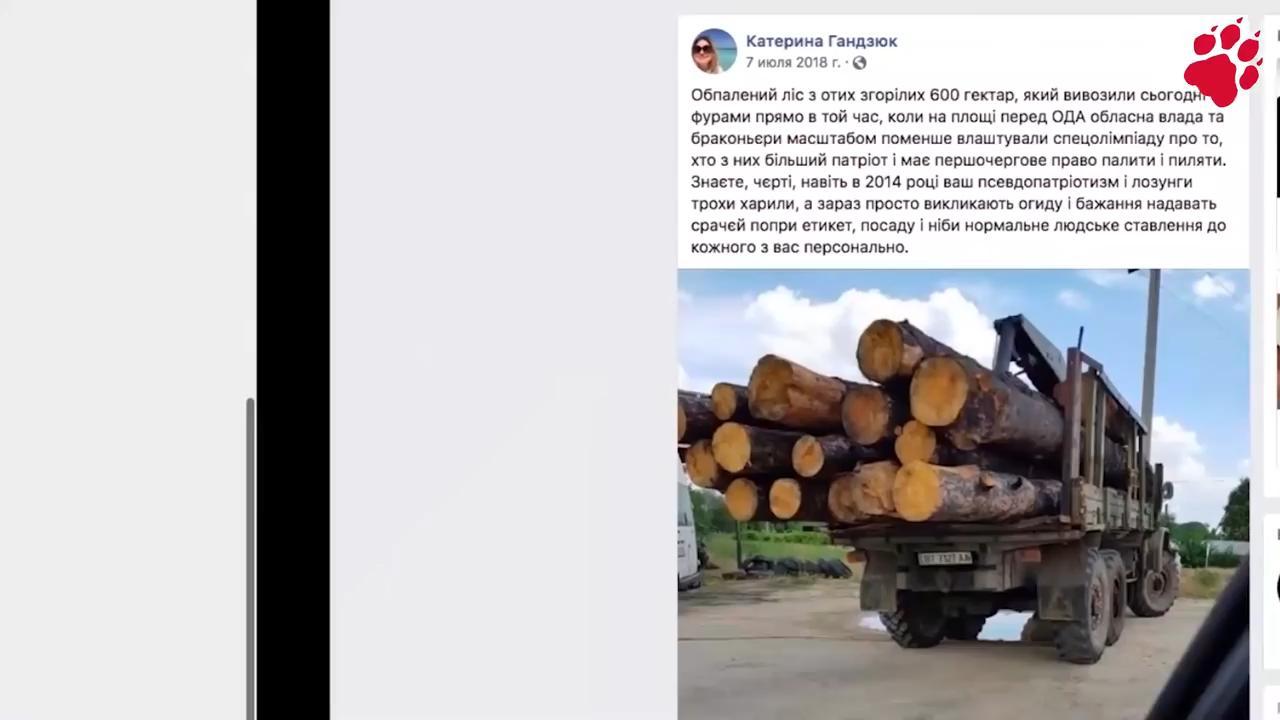 Катерина Гандзюк
7 июля 2018 г. ·
Обпалений ліс з отих згорілих 600 гектар, який вивозили сьогодні
фурами прямо в той час, коли на площі перед ОДА обласна влада та
браконьєри масштабом поменше влаштували спецолімпіаду про то,
хто з них більший патріот і має першочергове право палити і пиляти.
Знаєте, чєрті, навіть в 2014 році ваш псевдопатріотизм і лозунги
трохи харили, а зараз просто викликають огиду і бажання надавать
срачєй попри етикет, посаду і ніби нормальне людське ставлення до
кожного з вас персонально.